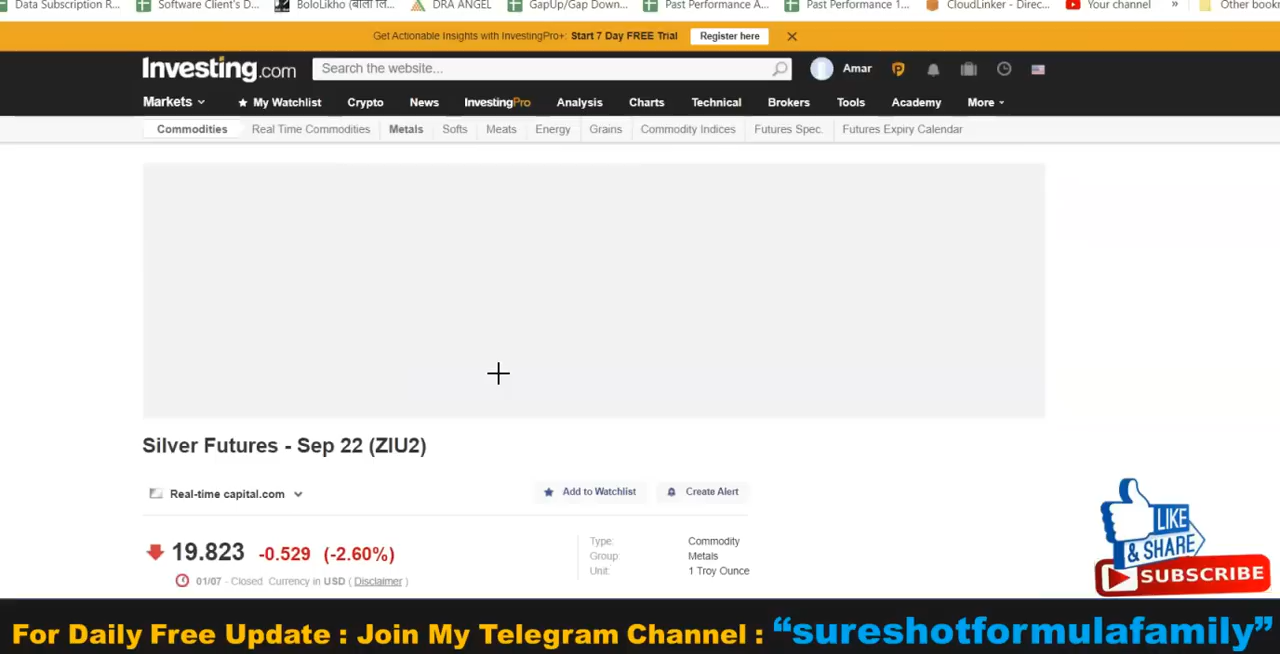 Data Subscription R... Software Client's D... BoloLikho (बोलो लि... DRA ANGEL GapUp/Gap Down... Past Performance A... Past Performance 1... CloudLinker - Direc... Your channel » Other book
Get Actionable Insights with InvestingPro+: Start 7 Day FREE Trial Register here
Investing.com Search the website... Amar
Markets My Watchlist Crypto News InvestingPro Analysis Charts Technical Brokers Tools Academy More
Commodities Real Time Commodities Metals Softs Meats Energy Grains Commodity Indices Futures Spec. Futures Expiry Calendar
Silver Futures - Sep 22 (ZIU2)
Real-time capital.com Add to Watchlist Create Alert
19.823 -0.529 (-2.60%)
01/07 - Closed Currency in USD ( Disclaimer )
Type: Commodity
Group: Metals
Unit: 1 Troy Ounce
LIKE
& SHARE
SUBSCRIBE
For Daily Free Update : Join My Telegram Channel : “sureshotformulafamily”